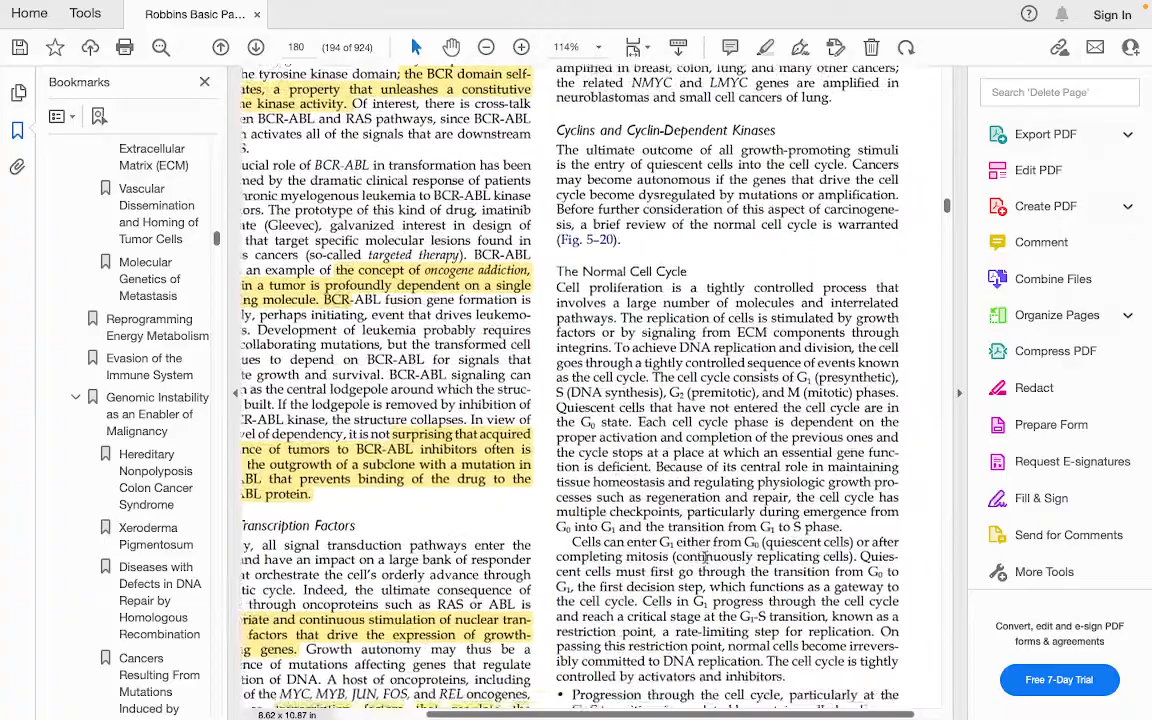 Home
Tools
Robbins Basic Pa...
Sign In
180
(194 of 924)
114%
Bookmarks
Extracellular
Matrix (ECM)
Vascular
Dissemination
and Homing of
Tumor Cells
Molecular
Genetics of
Metastasis
Reprogramming
Energy Metabolism
Evasion of the
Immune System
Genomic Instability
as an Enabler of
Malignancy
Hereditary
Nonpolyposis
Colon Cancer
Syndrome
Xeroderma
Pigmentosum
Diseases with
Defects in DNA
Repair by
Homologous
Recombination
Cancers
Resulting From
Mutations
Induced by
he tyrosine kinase domain; the BCR domain self-
ates, a property that unleashes a constitutive
he kinase activity. Of interest, there is cross-talk
en BCR-ABL and RAS pathways, since BCR-ABL
n activates all of the signals that are downstream
S.
ucial role of BCR-ABL in transformation has been
med by the dramatic clinical response of patients
hronic myelogenous leukemia to BCR-ABL kinase
ors. The prototype of this kind of drug, imatinib
ate (Gleevec), galvanized interest in design of
that target specific molecular lesions found in
s cancers (so-called targeted therapy). BCR-ABL
an example of the concept of oncogene addiction,
in a tumor is profoundly dependent on a single
ng molecule. BCR-ABL fusion gene formation is
ly, perhaps initiating, event that drives leukemo-
s. Development of leukemia probably requires
collaborating mutations, but the transformed cell
ues to depend on BCR-ABL for signals that
te growth and survival. BCR-ABL signaling can
n as the central lodgepole around which the struc-
built. If the lodgepole is removed by inhibition of
BCR-ABL kinase, the structure collapses. In view of
vel of dependency, it is not surprising that acquired
nce of tumors to BCR-ABL inhibitors often is
the outgrowth of a subclone with a mutation in
ABL that prevents binding of the drug to the
ABL protein.
Transcription Factors
y, all signal transduction pathways enter the
and have an impact on a large bank of responder
at orchestrate the cell's orderly advance through
tic cycle. Indeed, the ultimate consequence of
through oncoproteins such as RAS or ABL is
riate and continuous stimulation of nuclear tran-
factors that drive the expression of growth-
g genes. Growth autonomy may thus be a
nce of mutations affecting genes that regulate
tion of DNA. A host of oncoproteins, including
of the MYC, MYB, JUN, FOS, and REL oncogenes,
transcription factors that regulate the
8.62 x 10.87 in
amplified in breast, colon, lung, and many other cancers;
the related NMYC and LMYC genes are amplified in
neuroblastomas and small cell cancers of lung.
Cyclins and Cyclin-Dependent Kinases
The ultimate outcome of all growth-promoting stimuli
is the entry of quiescent cells into the cell cycle. Cancers
may become autonomous if the genes that drive the cell
cycle become dysregulated by mutations or amplification.
Before further consideration of this aspect of carcinogene-
sis, a brief review of the normal cell cycle is warranted
(Fig. 5–20).
The Normal Cell Cycle
Cell proliferation is a tightly controlled process that
involves a large number of molecules and interrelated
pathways. The replication of cells is stimulated by growth
factors or by signaling from ECM components through
integrins. To achieve DNA replication and division, the cell
goes through a tightly controlled sequence of events known
as the cell cycle. The cell cycle consists of G₁ (presynthetic),
S (DNA synthesis), G₂ (premitotic), and M (mitotic) phases.
Quiescent cells that have not entered the cell cycle are in
the G₀ state. Each cell cycle phase is dependent on the
proper activation and completion of the previous ones and
the cycle stops at a place at which an essential gene func-
tion is deficient. Because of its central role in maintaining
tissue homeostasis and regulating physiologic growth pro-
cesses such as regeneration and repair, the cell cycle has
multiple checkpoints, particularly during emergence from
G₀ into G₁ and the transition from G₁ to S phase.
Cells can enter G₁ either from G₀ (quiescent cells) or after
completing mitosis (continuously replicating cells). Quies-
cent cells must first go through the transition from G₀ to
G₁, the first decision step, which functions as a gateway to
the cell cycle. Cells in G₁ progress through the cell cycle
and reach a critical stage at the G₁-S transition, known as a
restriction point, a rate-limiting step for replication. On
passing this restriction point, normal cells become irrevers-
ibly committed to DNA replication. The cell cycle is tightly
controlled by activators and inhibitors.
• Progression through the cell cycle, particularly at the
Search 'Delete Page'
Export PDF
Edit PDF
Create PDF
Comment
Combine Files
Organize Pages
Compress PDF
Redact
Prepare Form
Request E-signatures
Fill & Sign
Send for Comments
More Tools
Convert, edit and e-sign PDF
forms & agreements
Free 7-Day Trial